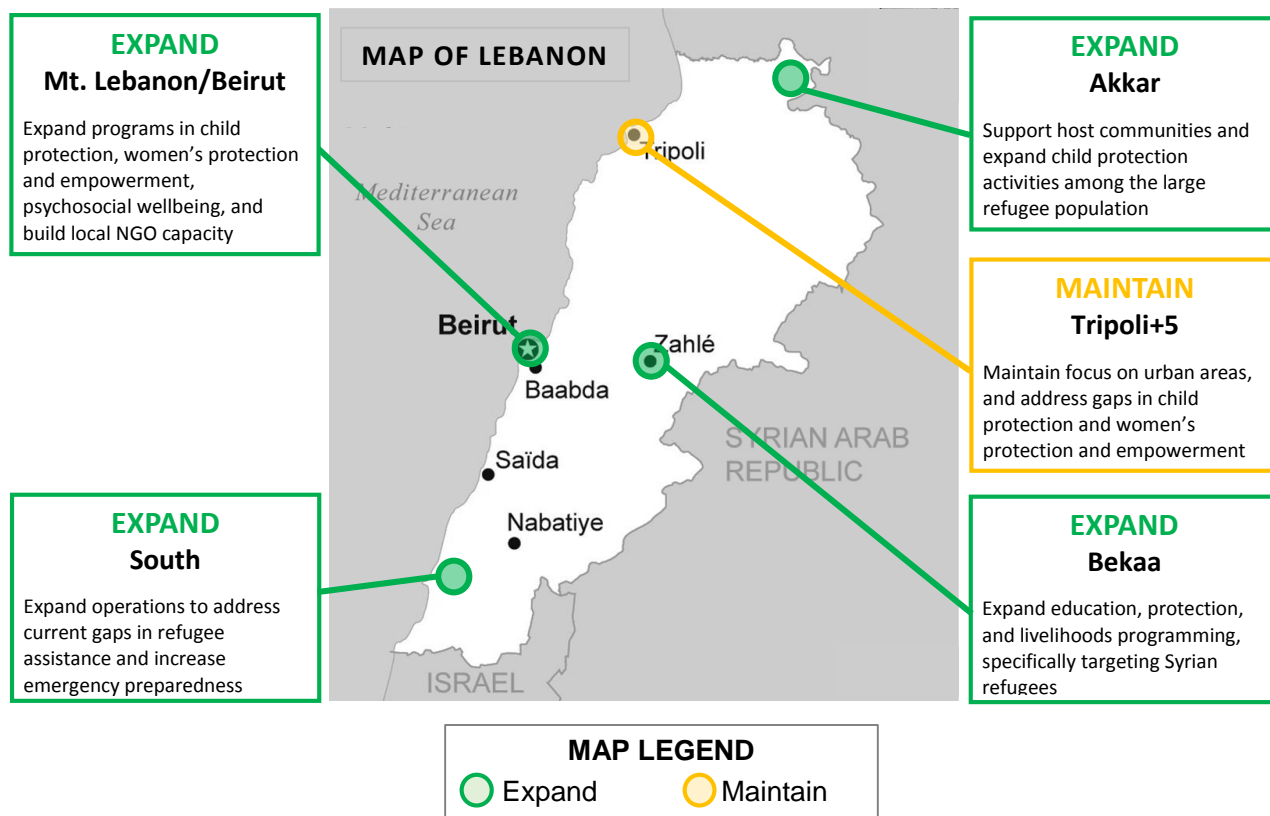 EXPAND
Mt. Lebanon/Beirut
Expand programs in child
protection, women's protection
and empowerment,
psychosocial wellbeing, and
build local NGO capacity
EXPAND
South
Expand operations to address
current gaps in refugee
assistance and increase
emergency preparedness
MAP OF LEBANON
Tripoli
Mediterranean
Sea
Beirut
Zahlé
Baabda
SYRIAN ARAB
REPUBLIC
Saïda
Nabatiye
ISRAEL
EXPAND
Akkar
Support host communities and
expand child protection
activities among the large
refugee population
MAINTAIN
Tripoli+5
Maintain focus on urban areas,
and address gaps in child
protection and women's
protection and empowerment
EXPAND
Bekaa
Expand education, protection,
and livelihoods programming,
specifically targeting Syrian
refugees
MAP LEGEND
Expand Maintain